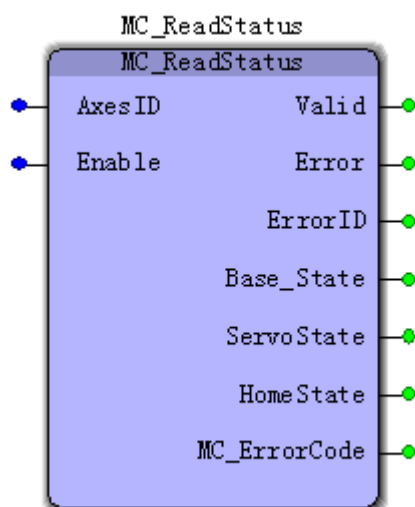 MC_ReadStatus
MC_ReadStatus
AxesID Valid
Enable Error
ErrorID
Base_State
ServoState
HomeState
MC_ErrorCode